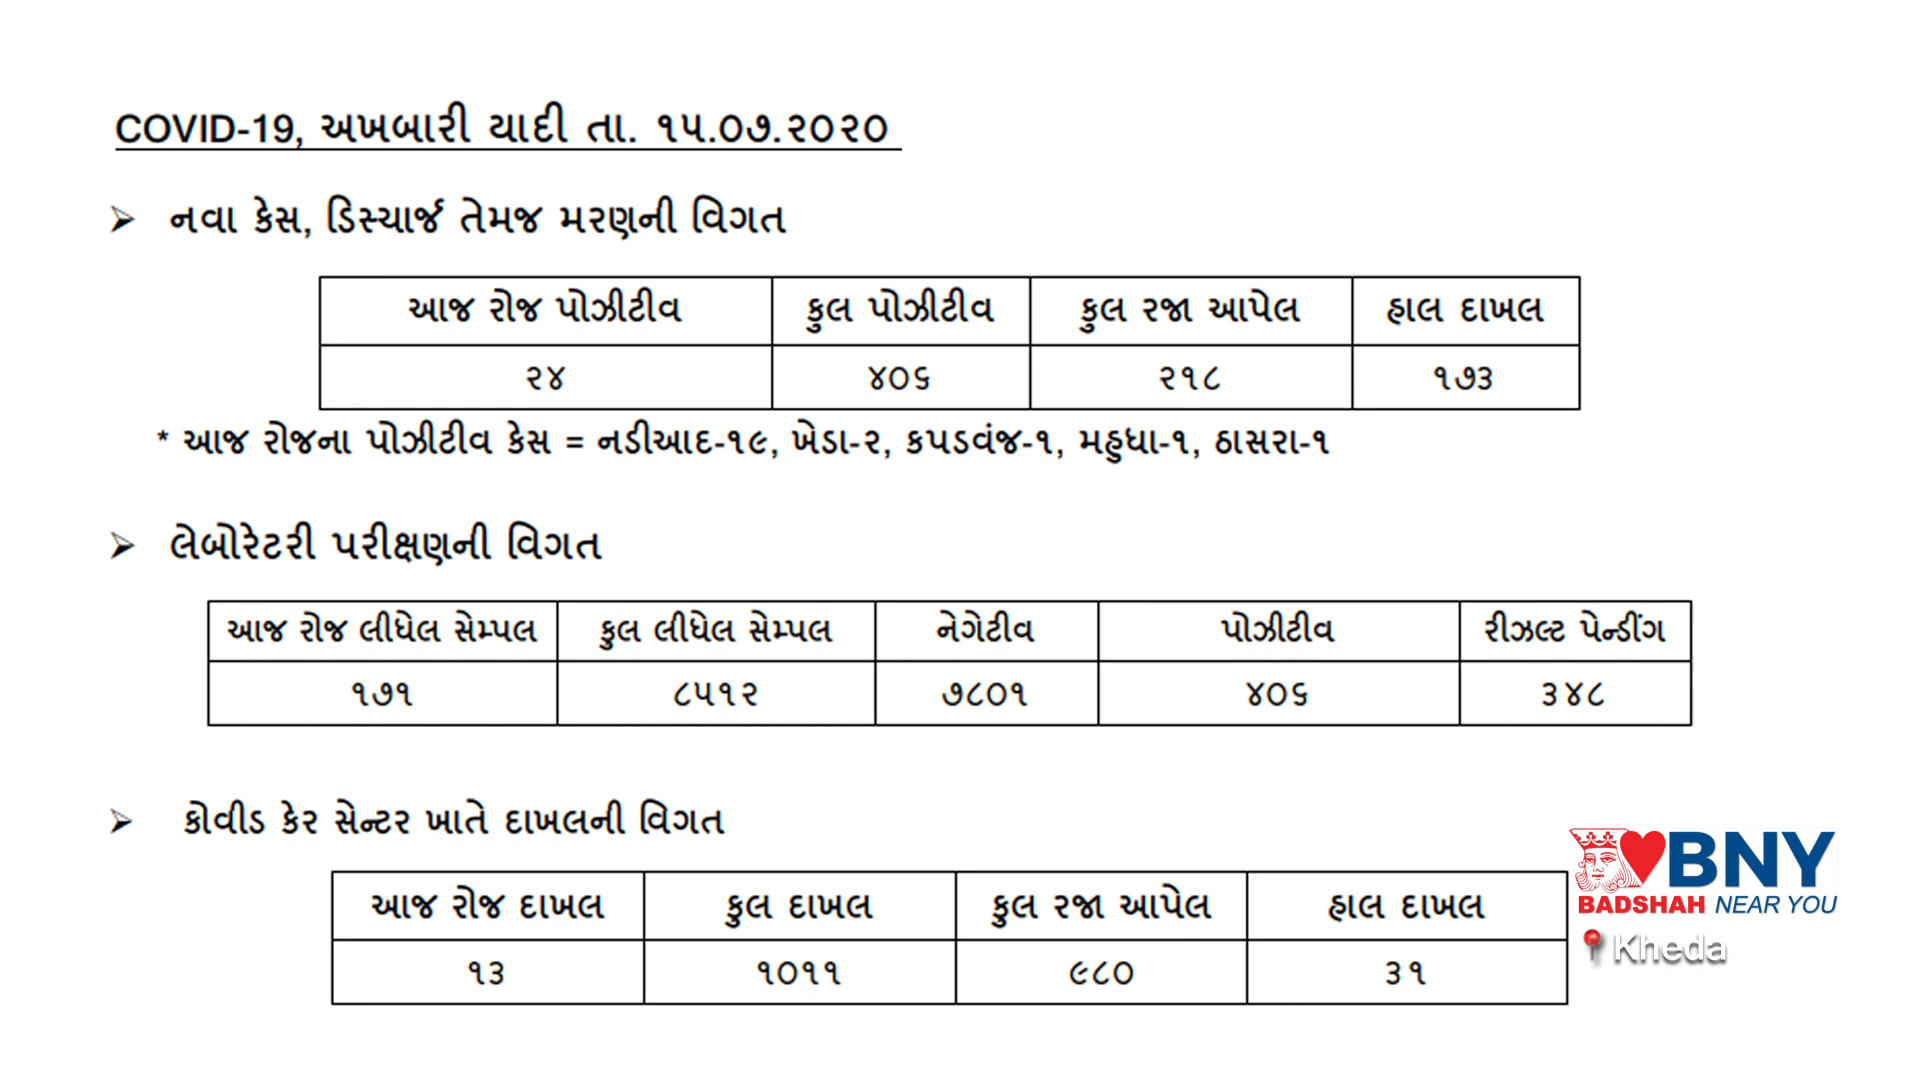 COVID-19, અખબારી યાદી તા. ૧૫.૦૭.૨૦૨૦
➢ નવા કેસ, ડિસ્ચાર્જ તેમજ મરણની વિગત
આજ રોજ પોઝીટીવ કુલ પોઝીટીવ કુલ રજા આપેલ હાલ દાખલ
૨૪ ૪૦૬ ૨૧૮ ૧૭૩
* આજ રોજના પોઝીટીવ કેસ = નડીઆદ-૧૯, ખેડા-૨, કપડવંજ-૧, મહુધા-૧, ઠાસરા-૧
➢ લેબોરેટરી પરીક્ષણની વિગત
આજ રોજ લીધેલ સેમ્પલ કુલ લીધેલ સેમ્પલ નેગેટીવ પોઝીટીવ રીઝલ્ટ પેન્ડીંગ
૧૭૧ ૮૫૧૨ ૭૮૦૧ ૪૦૬ ૩૪૮
➢ કોવીડ કેર સેન્ટર ખાતે દાખલની વિગત
આજ રોજ દાખલ કુલ દાખલ કુલ રજા આપેલ હાલ દાખલ
૧૩ ૧૦૧૧ ૯૮૦ ૩૧
BNY
BADSHAH NEAR YOU
Kheda